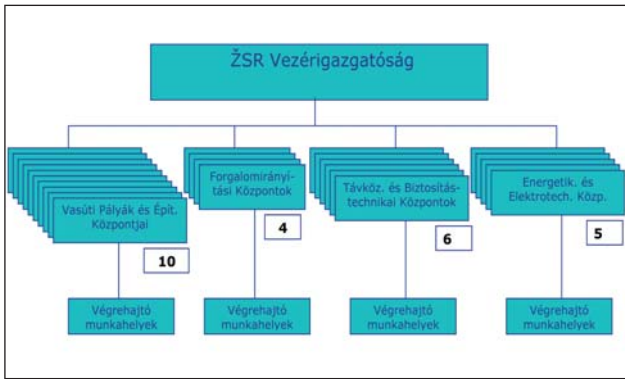 ŽSR Vezérigazgatóság
Forgalomirányí-
tási Központok
Távköz. és Biztosítás-
technikai Központok
Energetik. és
Elektrotech. Közp.
Vasúti Pályák és Épít.
Központjai
4
6
5
10
Végrehajtó
munkahelyek
Végrehajtó
munkahelyek
Végrehajtó
munkahelyek
Végrehajtó
munkahelyek